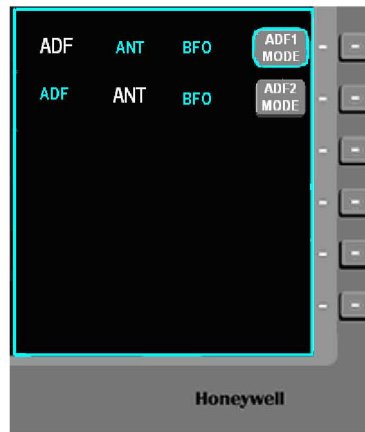 ADF ANT BFO ADF1
MODE
ADF ANT BFO ADF2
MODE
Honeywell